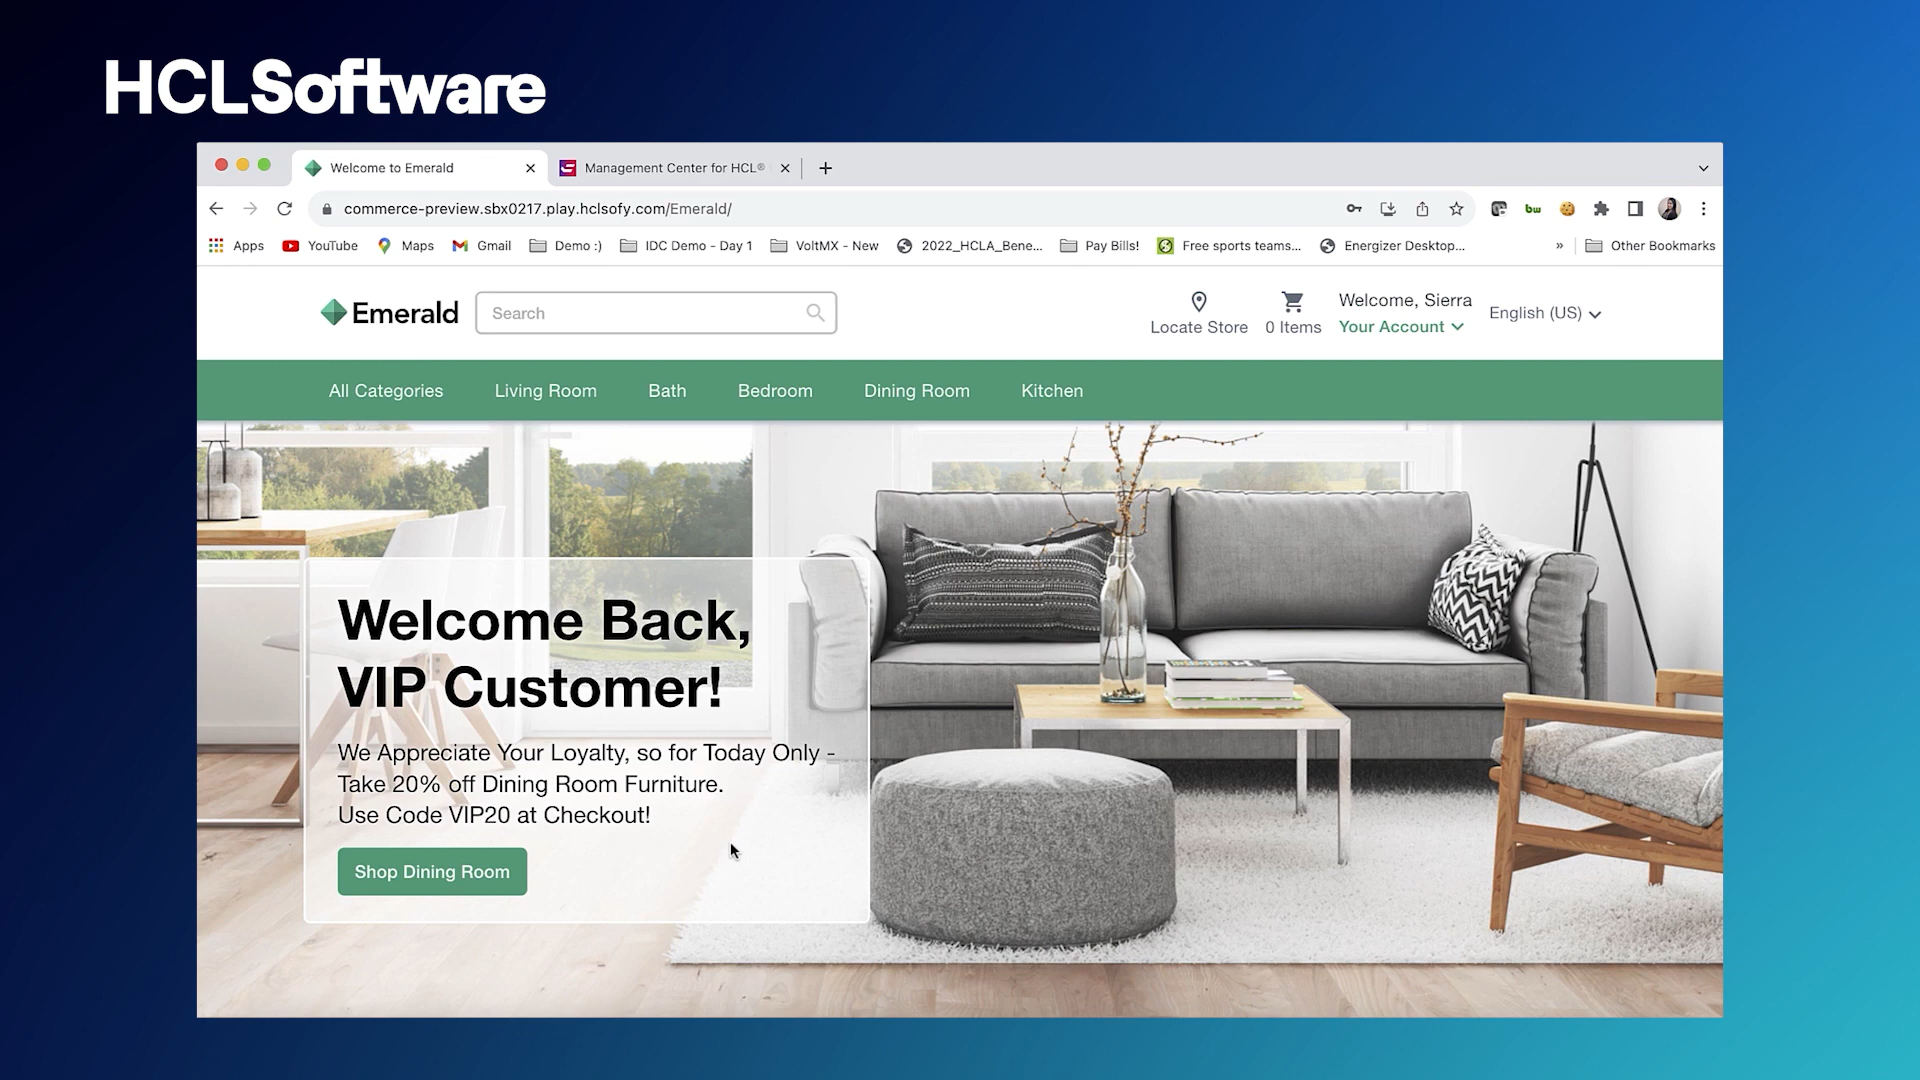 HCLSoftware
Welcome to Emerald
Management Center for HCL®
commerce-preview.sbx0217.play.hclsofy.com/Emerald/
bw
Apps YouTube Maps Gmail Demo :) IDC Demo - Day 1 VoltMX - New 2022_HCLA_Bene... Pay Bills! Free sports teams... Energizer Desktop... » Other Bookmarks
Emerald
Search
Locate Store
0 Items
Welcome, Sierra
Your Account
English (US)
All Categories Living Room Bath Bedroom Dining Room Kitchen
Welcome Back,
VIP Customer!
We Appreciate Your Loyalty, so for Today Only -
Take 20% off Dining Room Furniture.
Use Code VIP20 at Checkout!
Shop Dining Room